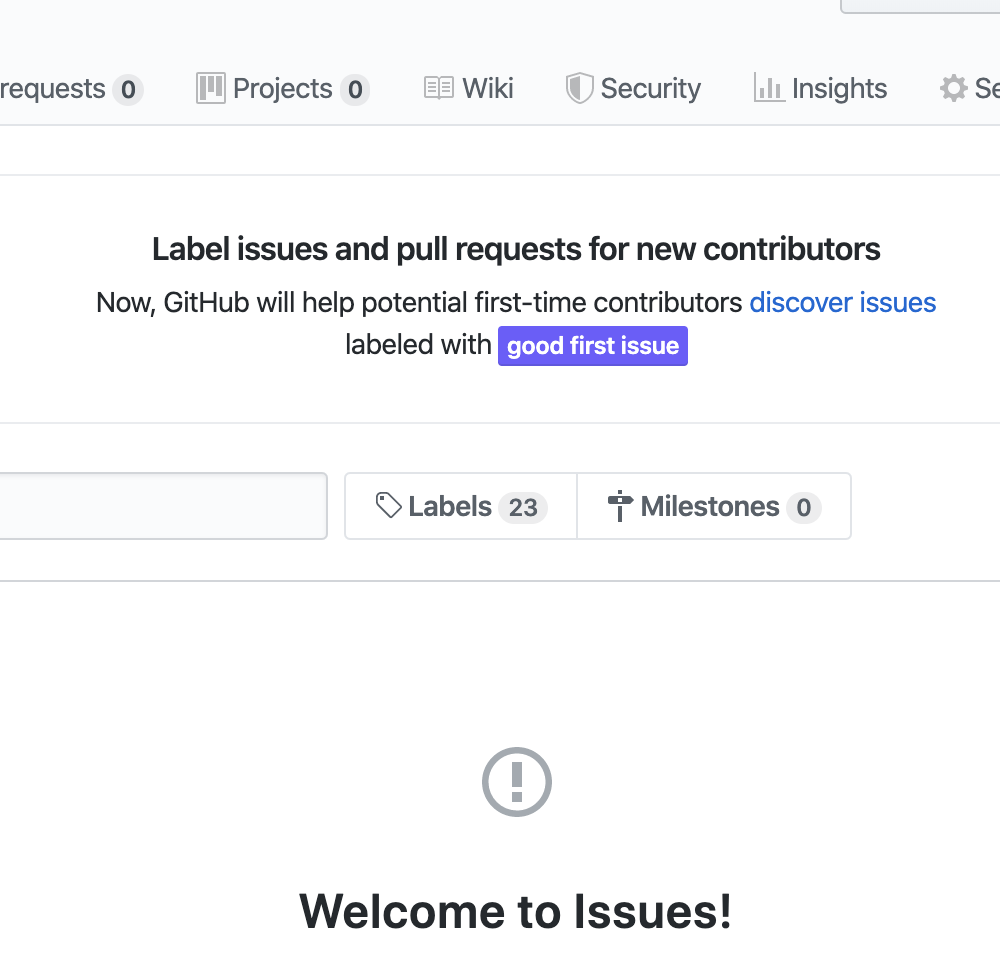 requests 0 Projects 0 Wiki Security Insights Se
Label issues and pull requests for new contributors
Now, GitHub will help potential first-time contributors discover issues
labeled with good first issue
Labels 23 Milestones 0
Welcome to Issues!